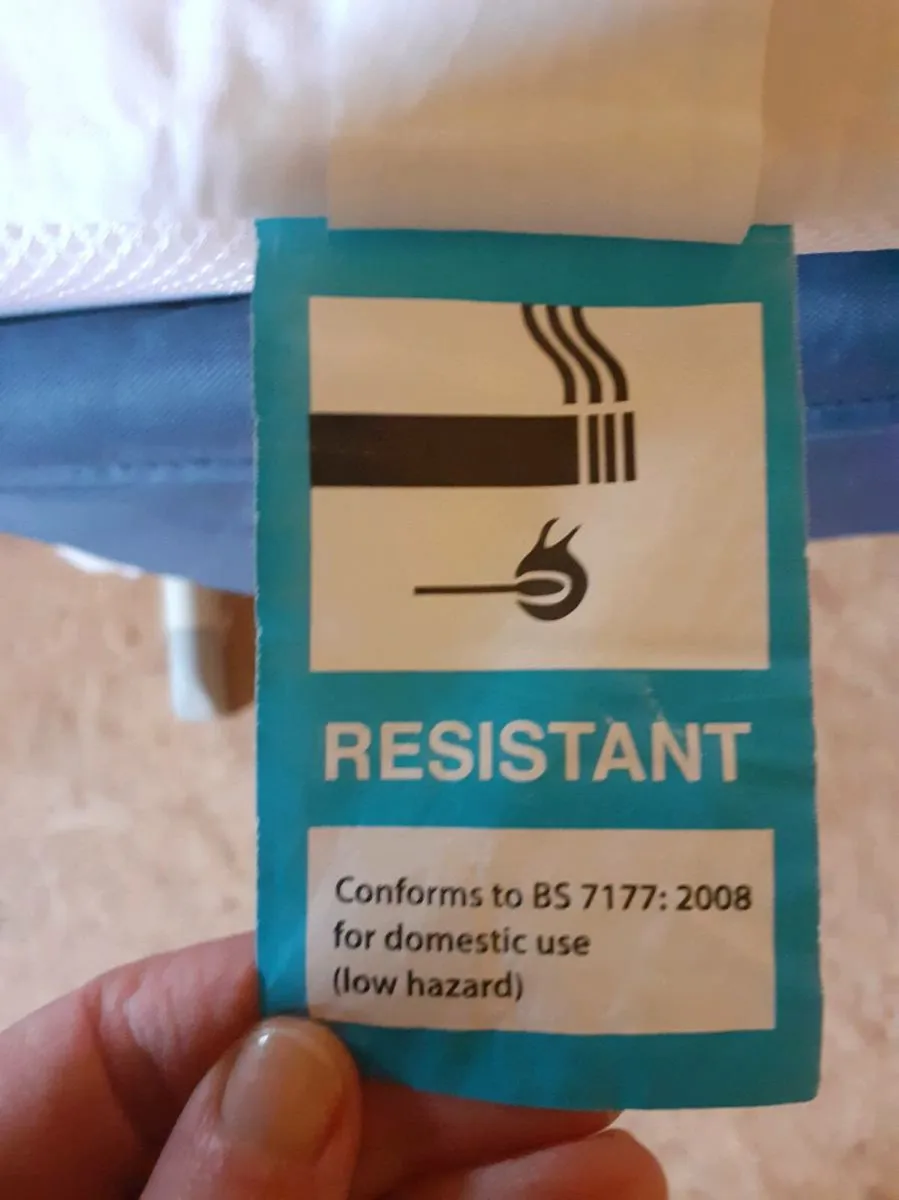 RESISTANT
Conforms to BS 7177: 2008
for domestic use
(low hazard)